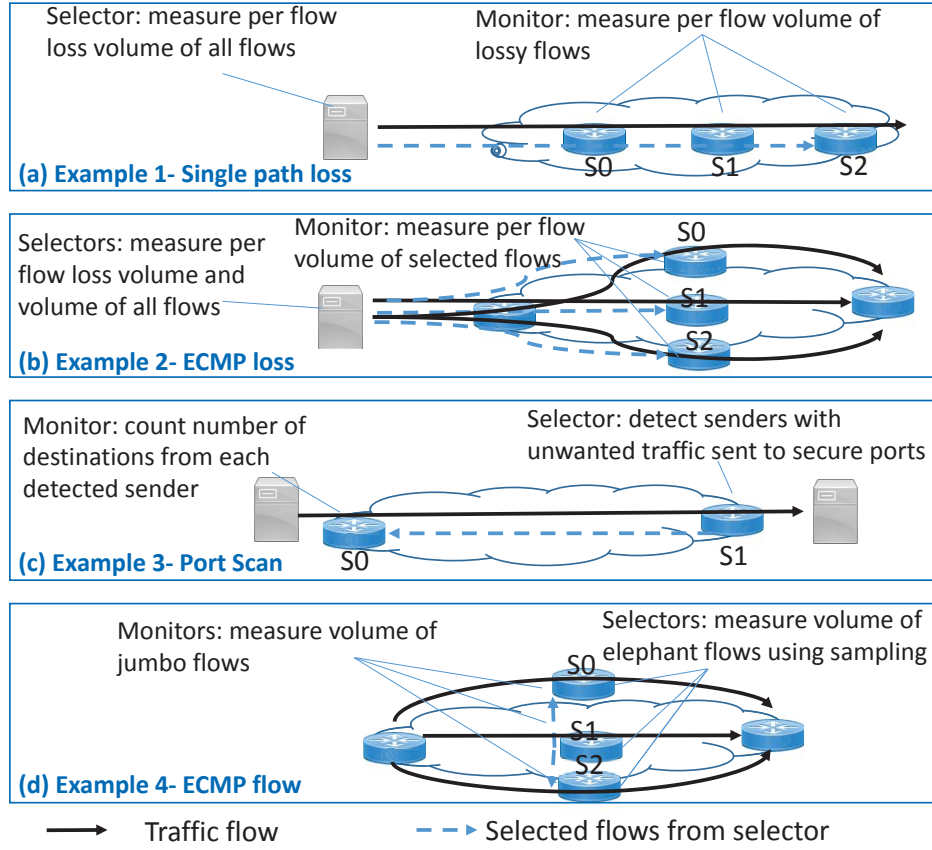 Selector: measure per flow
loss volume of all flows
Monitor: measure per flow volume of
lossy flows
S0
S1
S2
(a) Example 1- Single path loss
Selectors: measure per
flow loss volume and
volume of all flows
Monitor: measure per flow
volume of selected flows
S0
S1
S2
(b) Example 2- ECMP loss
Monitor: count number of
destinations from each
detected sender
Selector: detect senders with
unwanted traffic sent to secure ports
S0
S1
(c) Example 3- Port Scan
Monitors: measure volume of
jumbo flows
Selectors: measure volume of
elephant flows using sampling
S0
S1
S2
(d) Example 4- ECMP flow
Traffic flow
Selected flows from selector